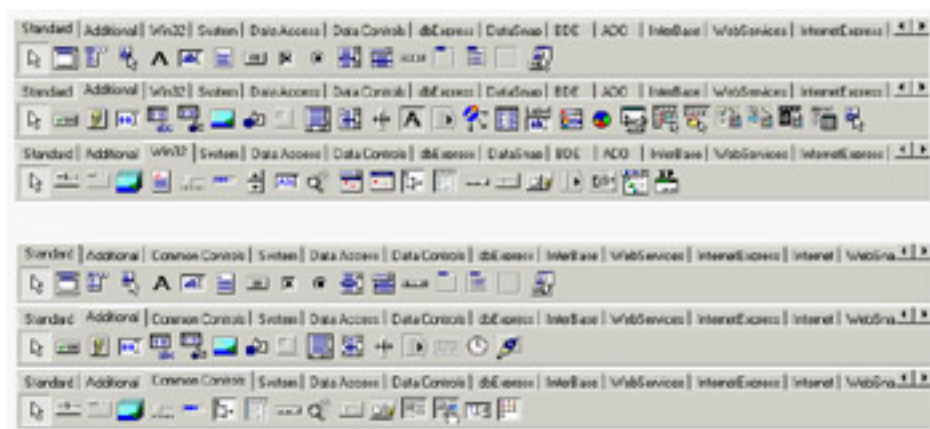 Standard Additional Win32 System Data Access Data Controls dbExpress DataSnap BDE ADO InterBase WebServices InternetExpress
Standard Additional Win32 System Data Access Data Controls dbExpress DataSnap BDE ADO InterBase WebServices InternetExpress
Standard Additional Win32 System Data Access Data Controls dbExpress DataSnap BDE ADO InterBase WebServices InternetExpress
Standard Additional Common Controls System Data Access Data Controls dbExpress InterBase WebServices InternetExpress Internet WebSna
Standard Additional Common Controls System Data Access Data Controls dbExpress InterBase WebServices InternetExpress Internet WebSna
Standard Additional Common Controls System Data Access Data Controls dbExpress InterBase WebServices InternetExpress Internet WebSna